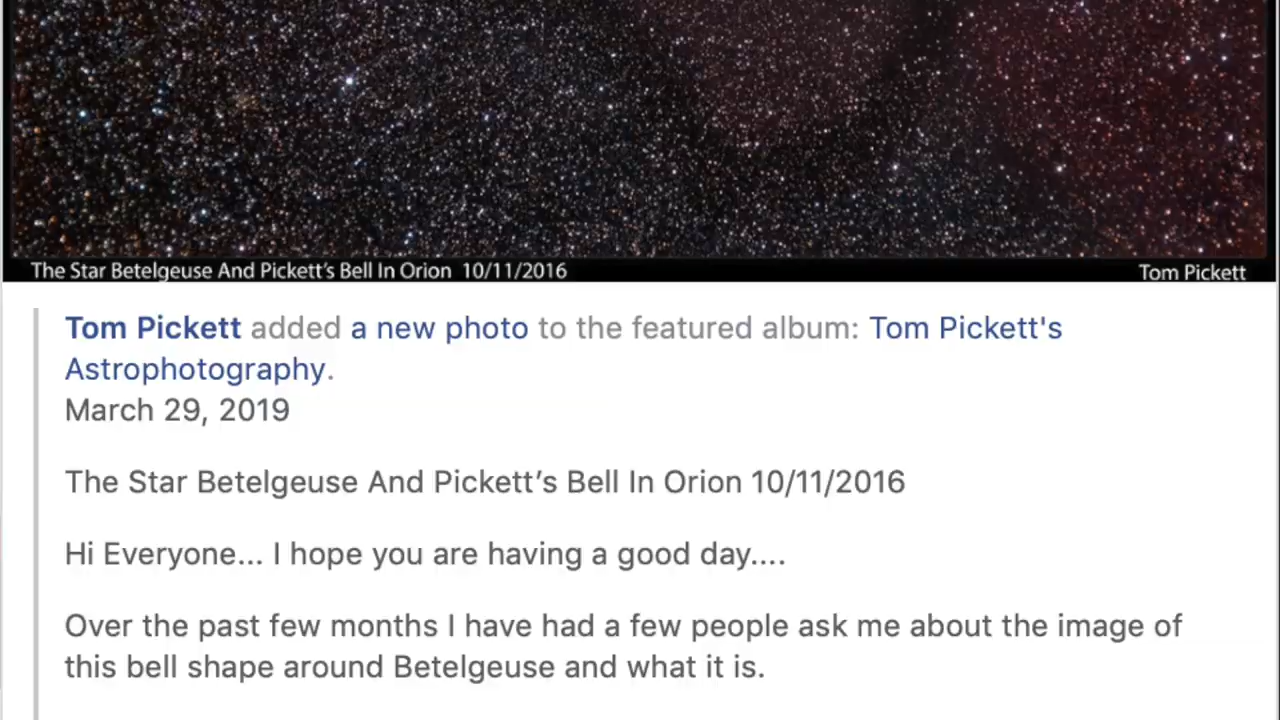 The Star Betelgeuse And Pickett's Bell In Orion 10/11/2016
Tom Pickett
Tom Pickett added a new photo to the featured album: Tom Pickett's
Astrophotography.
March 29, 2019
The Star Betelgeuse And Pickett’s Bell In Orion 10/11/2016
Hi Everyone... I hope you are having a good day....
Over the past few months I have had a few people ask me about the image of
this bell shape around Betelgeuse and what it is.